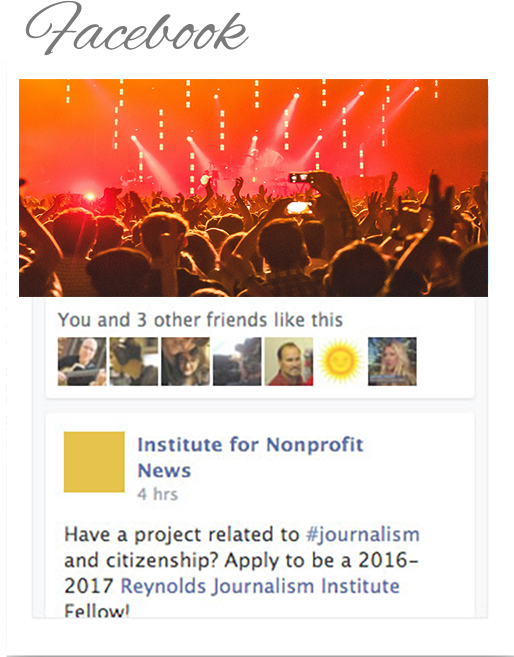 Facebook
You and 3 other friends like this
Institute for Nonprofit
News
4 hrs
Have a project related to #journalism
and citizenship? Apply to be a 2016-
2017 Reynolds Journalism Institute
Fellow!